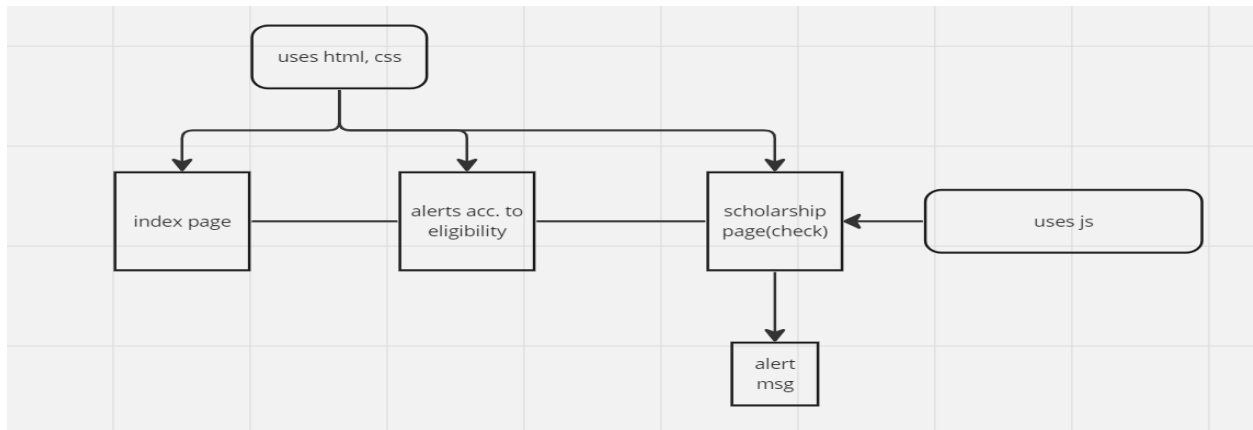 uses html, css
index page
alerts acc. to
eligibility
scholarship
page(check)
uses js
alert
msg